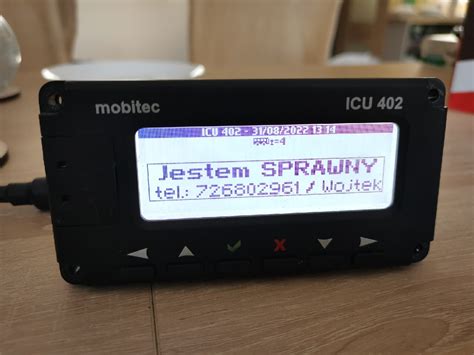 mobitec ICU 402
ICU 402 - 31/08/2022 13:14
Jestem SPRAWNY
tel.: 726802961 / Wojtek